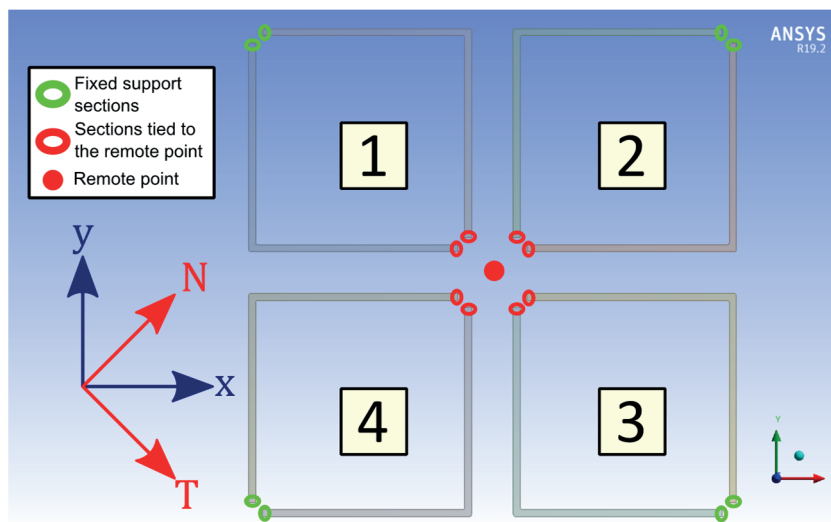 ANSYS
R19.2
Fixed support
sections
Sections tied to
the remote point
Remote point
1
2
y
N
x
T
4
3
Y